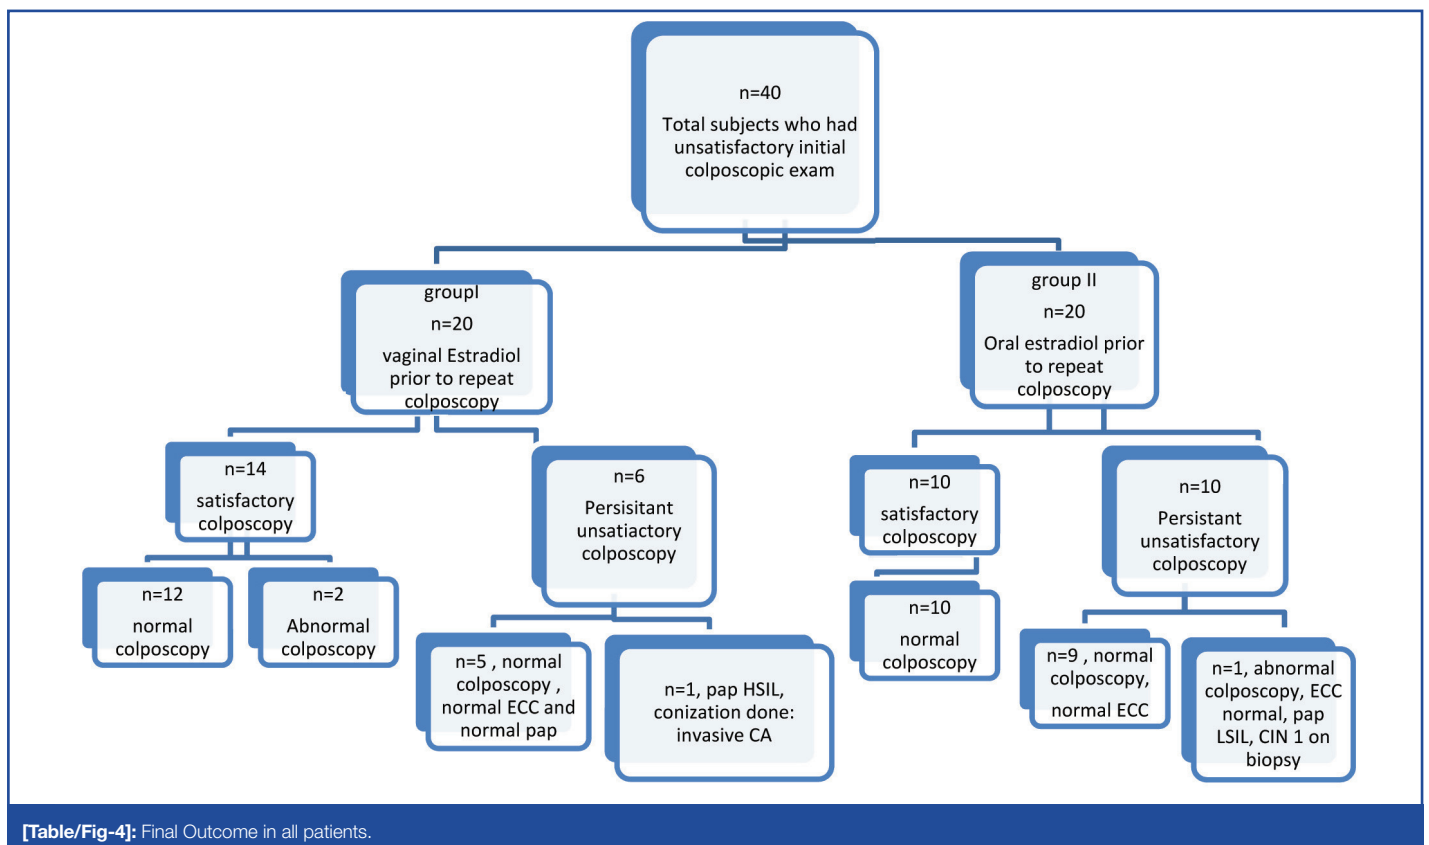 n=40
Total subjects who had
unsatisfactory initial
colposcopic exam
groupI
n=20
vaginal Estradiol
prior to repeat
colposcopy
group II
n=20
Oral estradiol prior
to repeat
colposcopy
n=14
satisfactory
colposcopy
n=6
Persisitant
unsatiactory
colposcopy
n=10
satisfactory
colposcopy
n=10
Persistant
unsatisfactory
colposcopy
n=12
normal
colposcopy
n=2
Abnormal
colposcopy
n=5 , normal
colposcopy ,
normal ECC and
normal pap
n=1, pap HSIL,
conization done:
invasive CA
n=10
normal
colposcopy
n=9 , normal
colposcopy,
normal ECC
n=1, abnormal
colposcopy, ECC
normal, pap
LSIL, CIN 1 on
biopsy
[Table/Fig-4]: Final Outcome in all patients.